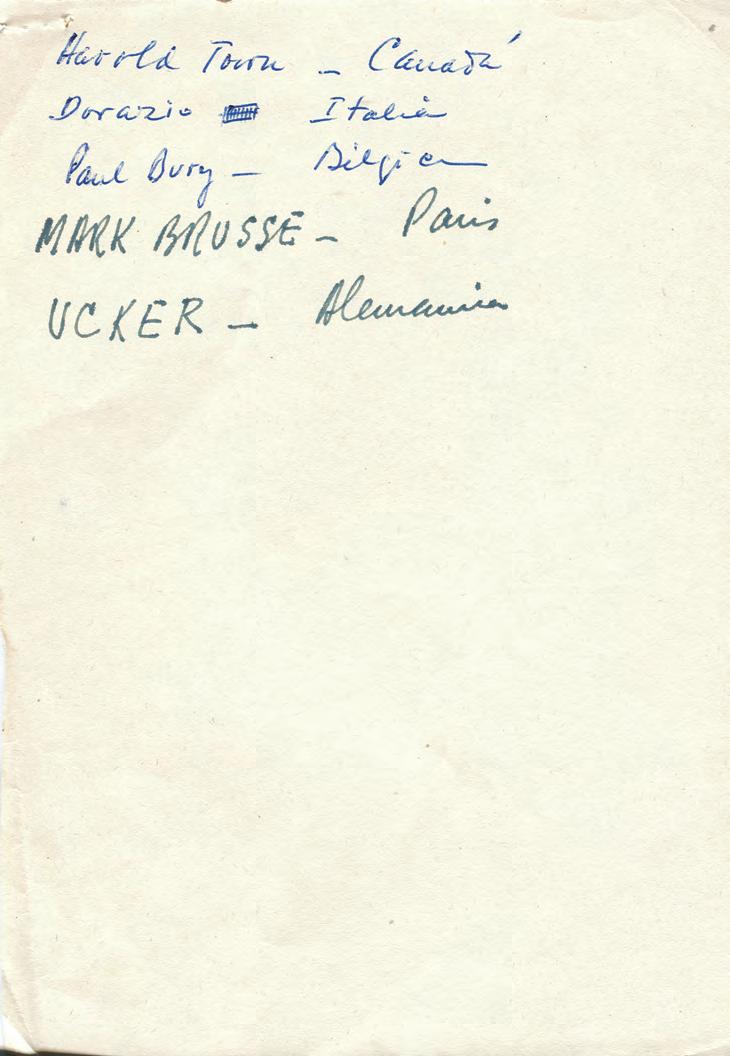 Harold Town - Canadá
Dorazio Italia
Paul Bury - Bélgica
MARK BRUSSE - Paris
UCKER - Alemania